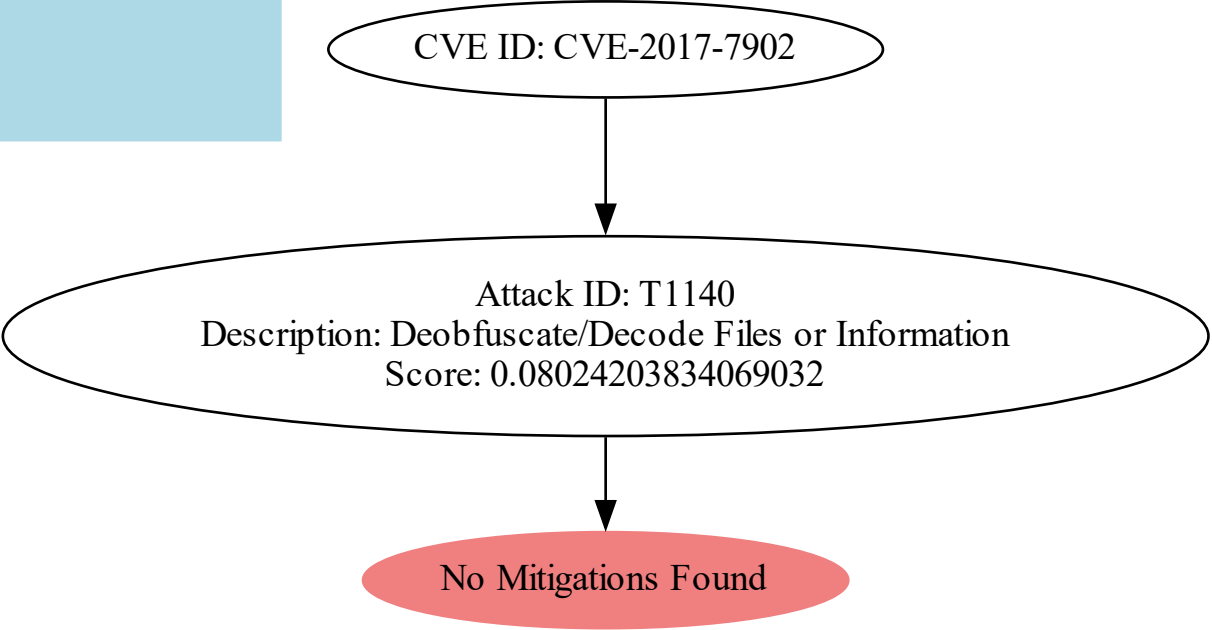 CVE ID: CVE-2017-7902
Attack ID: T1140
Description: Deobfuscate/Decode Files or Information
Score: 0.08024203834069032
No Mitigations Found